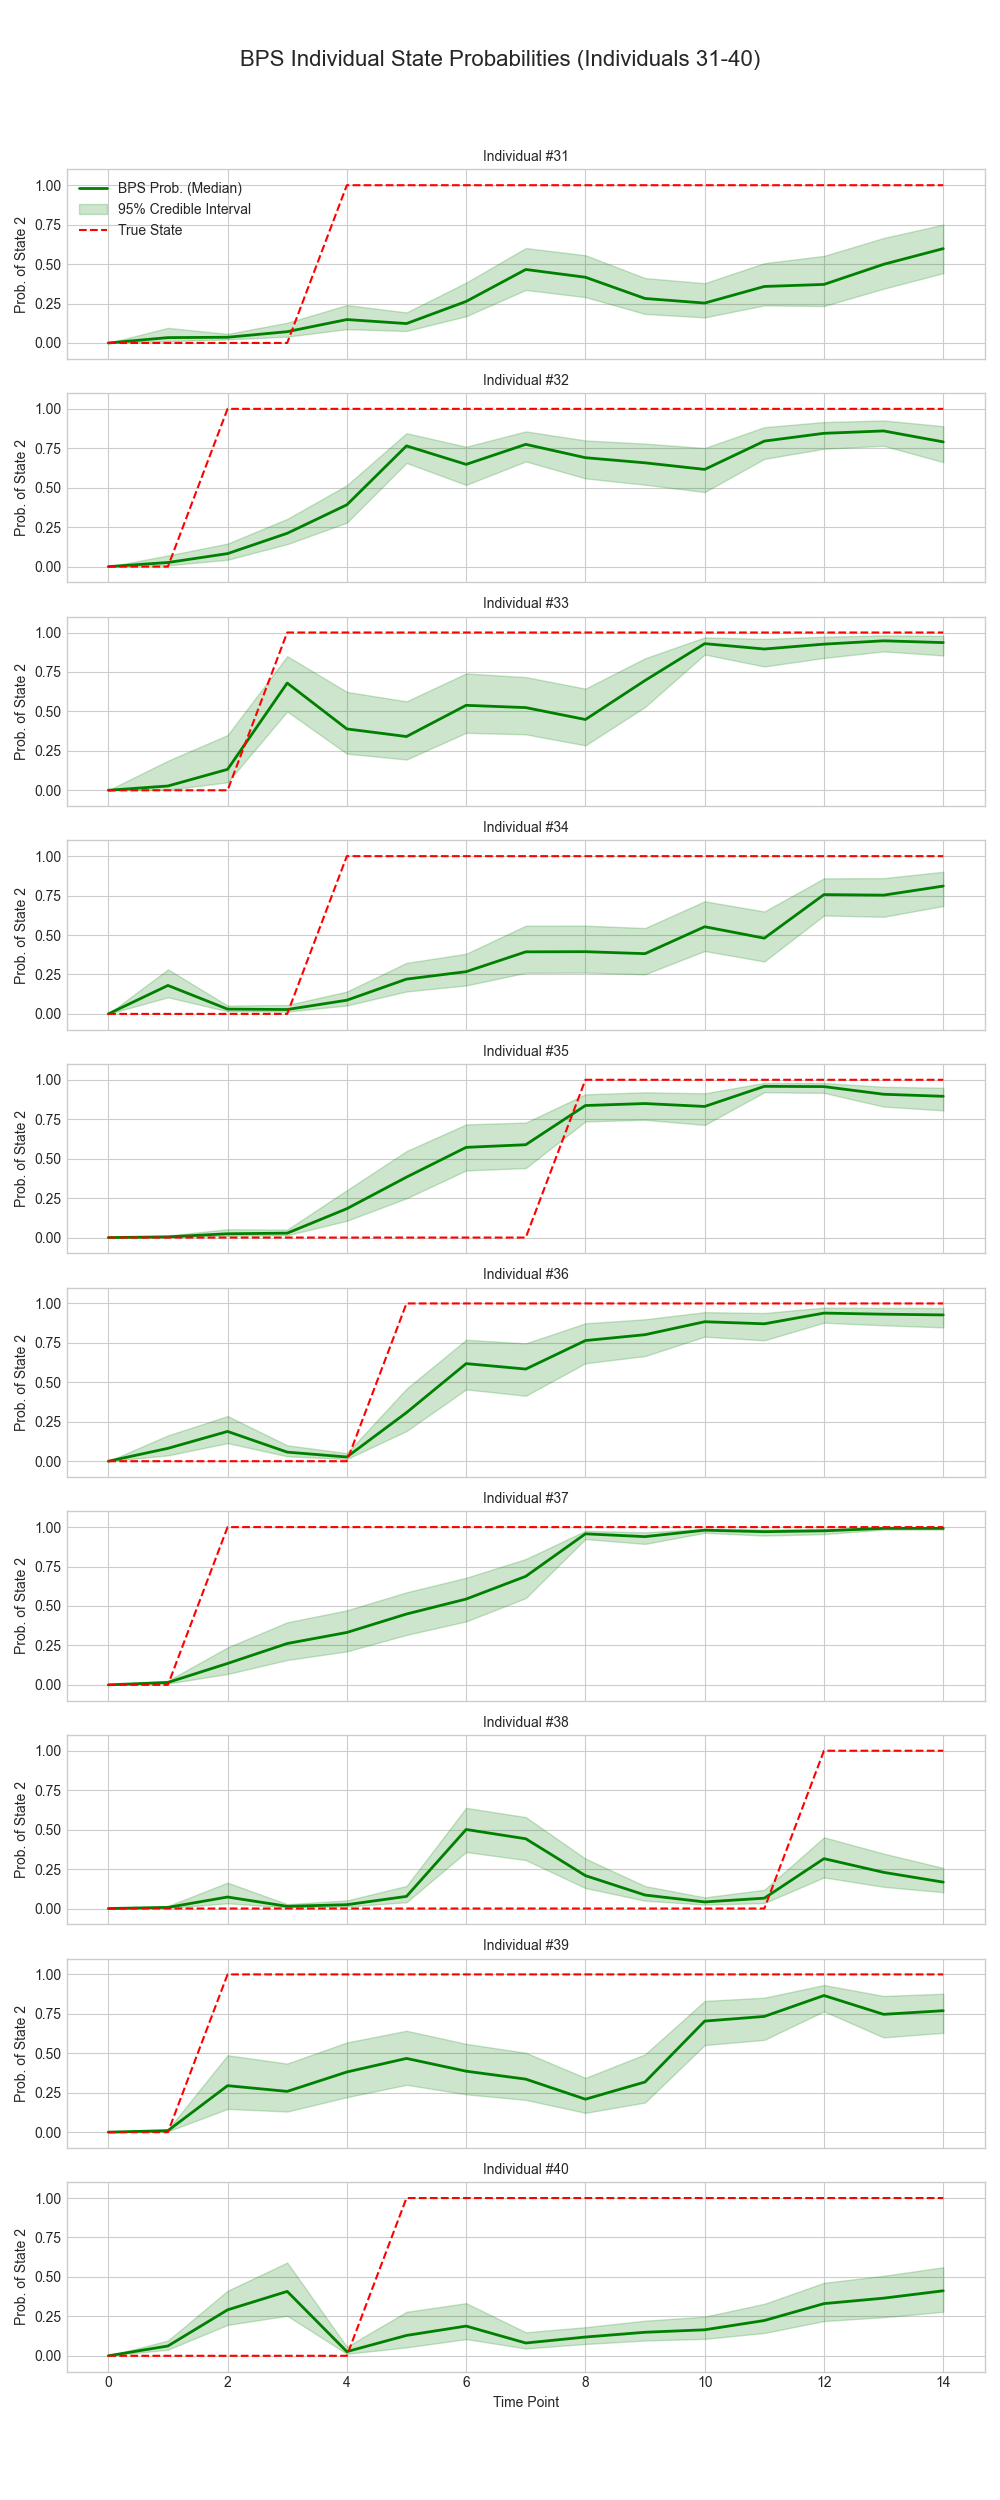 BPS Individual State Probabilities (Individuals 31-40)
Individual #31
1.00
0.75
0.50
0.25
0.00
Prob. of State 2
BPS Prob. (Median)
95% Credible Interval
True State
Individual #32
1.00
0.75
0.50
0.25
0.00
Prob. of State 2
Individual #33
1.00
0.75
0.50
0.25
0.00
Prob. of State 2
Individual #34
1.00
0.75
0.50
0.25
0.00
Prob. of State 2
Individual #35
1.00
0.75
0.50
0.25
0.00
Prob. of State 2
Individual #36
1.00
0.75
0.50
0.25
0.00
Prob. of State 2
Individual #37
1.00
0.75
0.50
0.25
0.00
Prob. of State 2
Individual #38
1.00
0.75
0.50
0.25
0.00
Prob. of State 2
Individual #39
1.00
0.75
0.50
0.25
0.00
Prob. of State 2
Individual #40
1.00
0.75
0.50
0.25
0.00
Prob. of State 2
0 2 4 6 8 10 12 14
Time Point